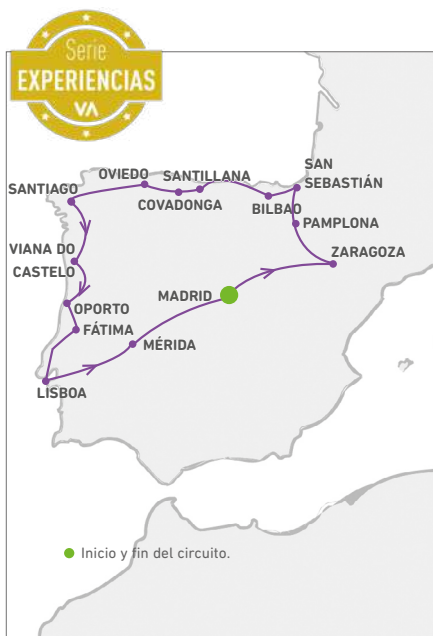 Serie
EXPERIENCIAS
VA
OVIEDO
SANTILLANA
SAN
SEBASTIÁN
SANTIAGO
COVADONGA
BILBAO
PAMPLONA
VIANA DO
CASTELO
ZARAGOZA
MADRID
OPORTO
FÁTIMA
MÉRIDA
LISBOA
Inicio y fin del circuito.